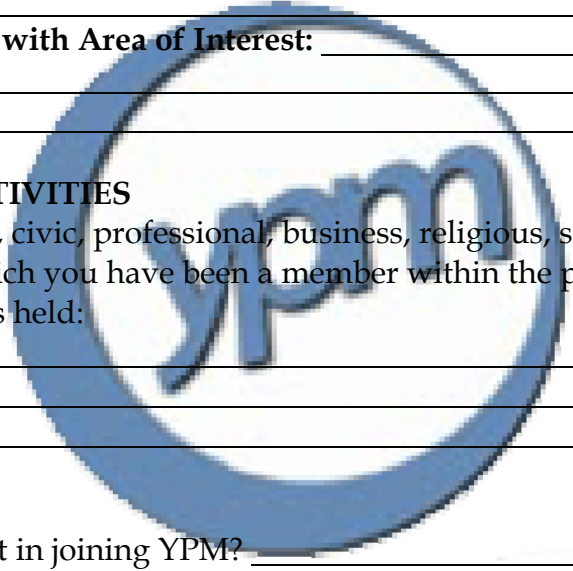 with Area of Interest:
TIVITIES
, civic, professional, business, religious, s
ich you have been a member within the p
s held:
ypm
t in joining YPM?